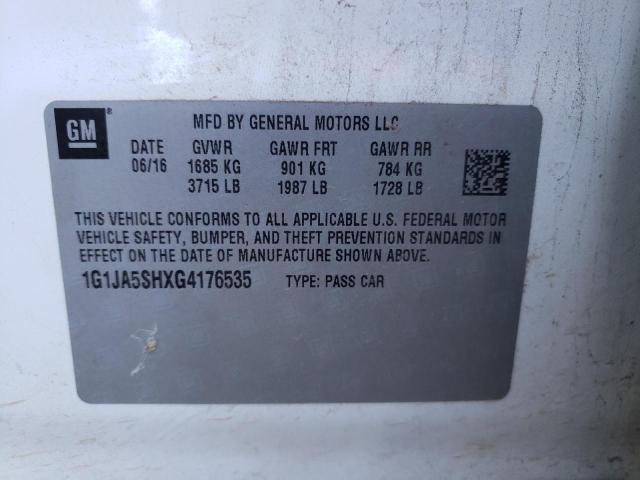 GM ®
MFD BY GENERAL MOTORS LLC
DATE GVWR GAWR FRT GAWR RR
06/16 1685 KG 901 KG 784 KG
3715 LB 1987 LB 1728 LB
THIS VEHICLE CONFORMS TO ALL APPLICABLE U.S. FEDERAL MOTOR
VEHICLE SAFETY, BUMPER, AND THEFT PREVENTION STANDARDS IN
EFFECT ON THE DATE OF MANUFACTURE SHOWN ABOVE.
1G1JA5SHXG4176535 TYPE: PASS CAR